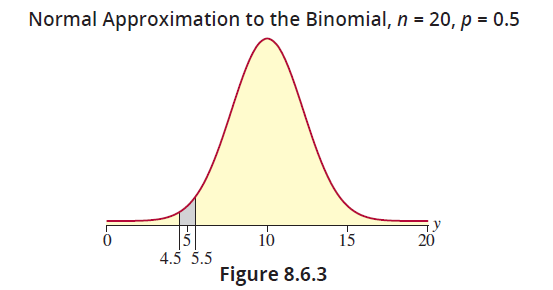 Normal Approximation to the Binomial, n = 20, p = 0.5
y
0 5 10 15 20
4.5 5.5
Figure 8.6.3